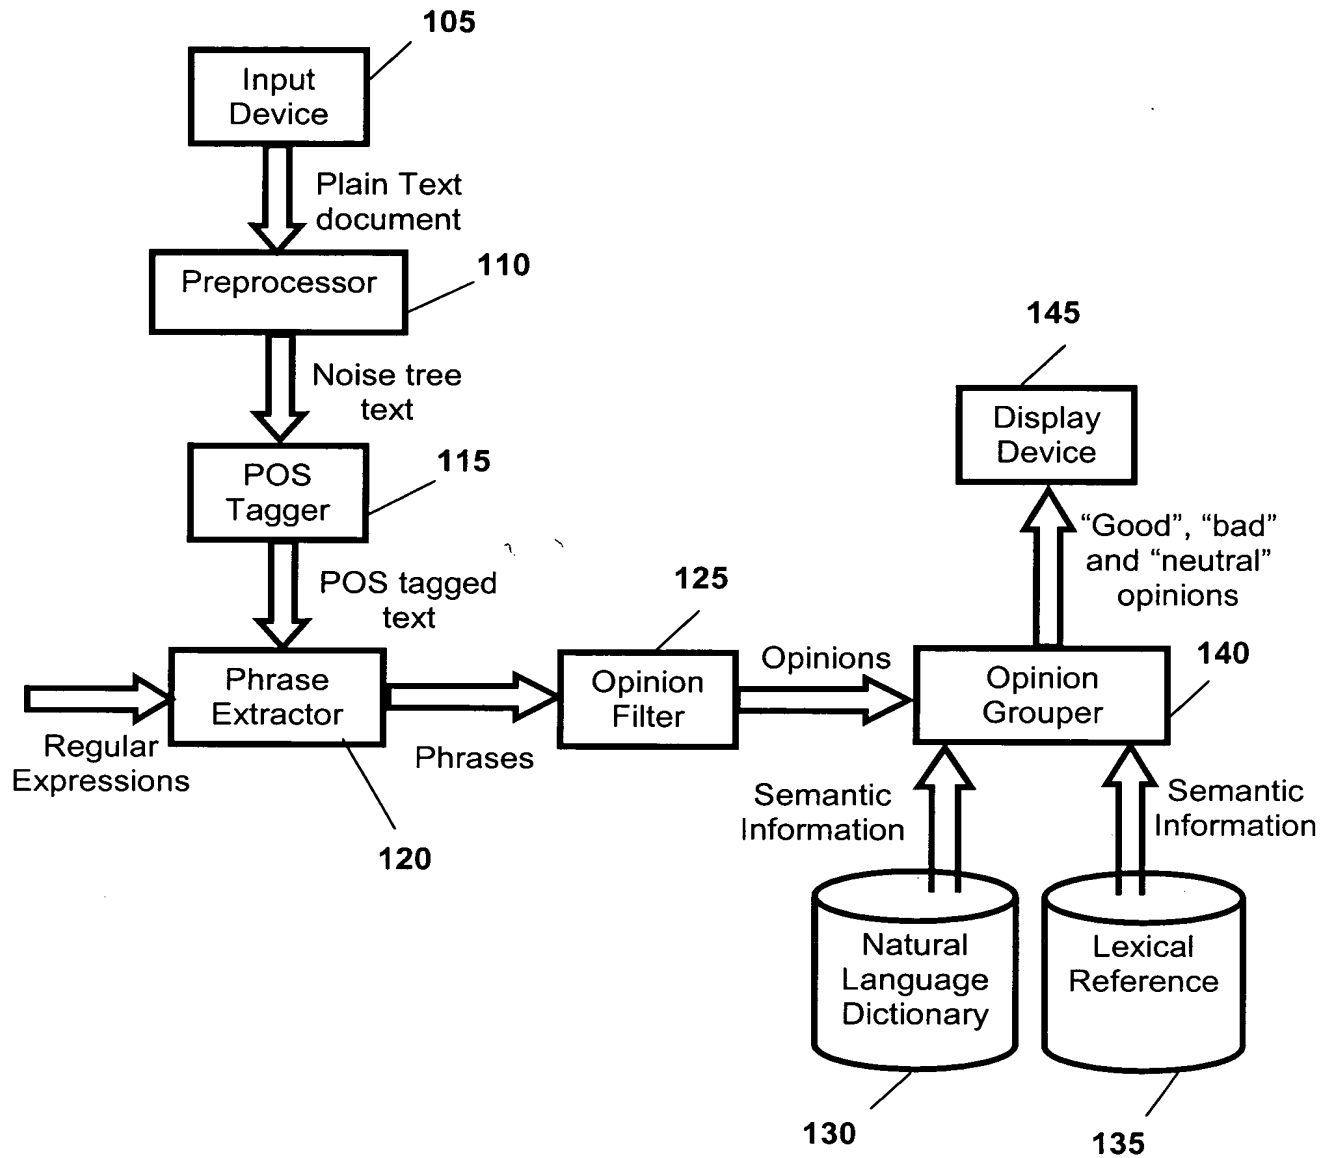 105
Input
Device
Plain Text
document
Preprocessor
110
Noise tree
text
POS
Tagger
115
POS tagged
text
Phrase
Extractor
120
Regular
Expressions
Phrases
125
Opinion
Filter
Opinions
Opinion
Grouper
140
145
Display
Device
“Good”, “bad”
and “neutral”
opinions
Semantic
Information
Semantic
Information
Natural
Language
Dictionary
130
Lexical
Reference
135